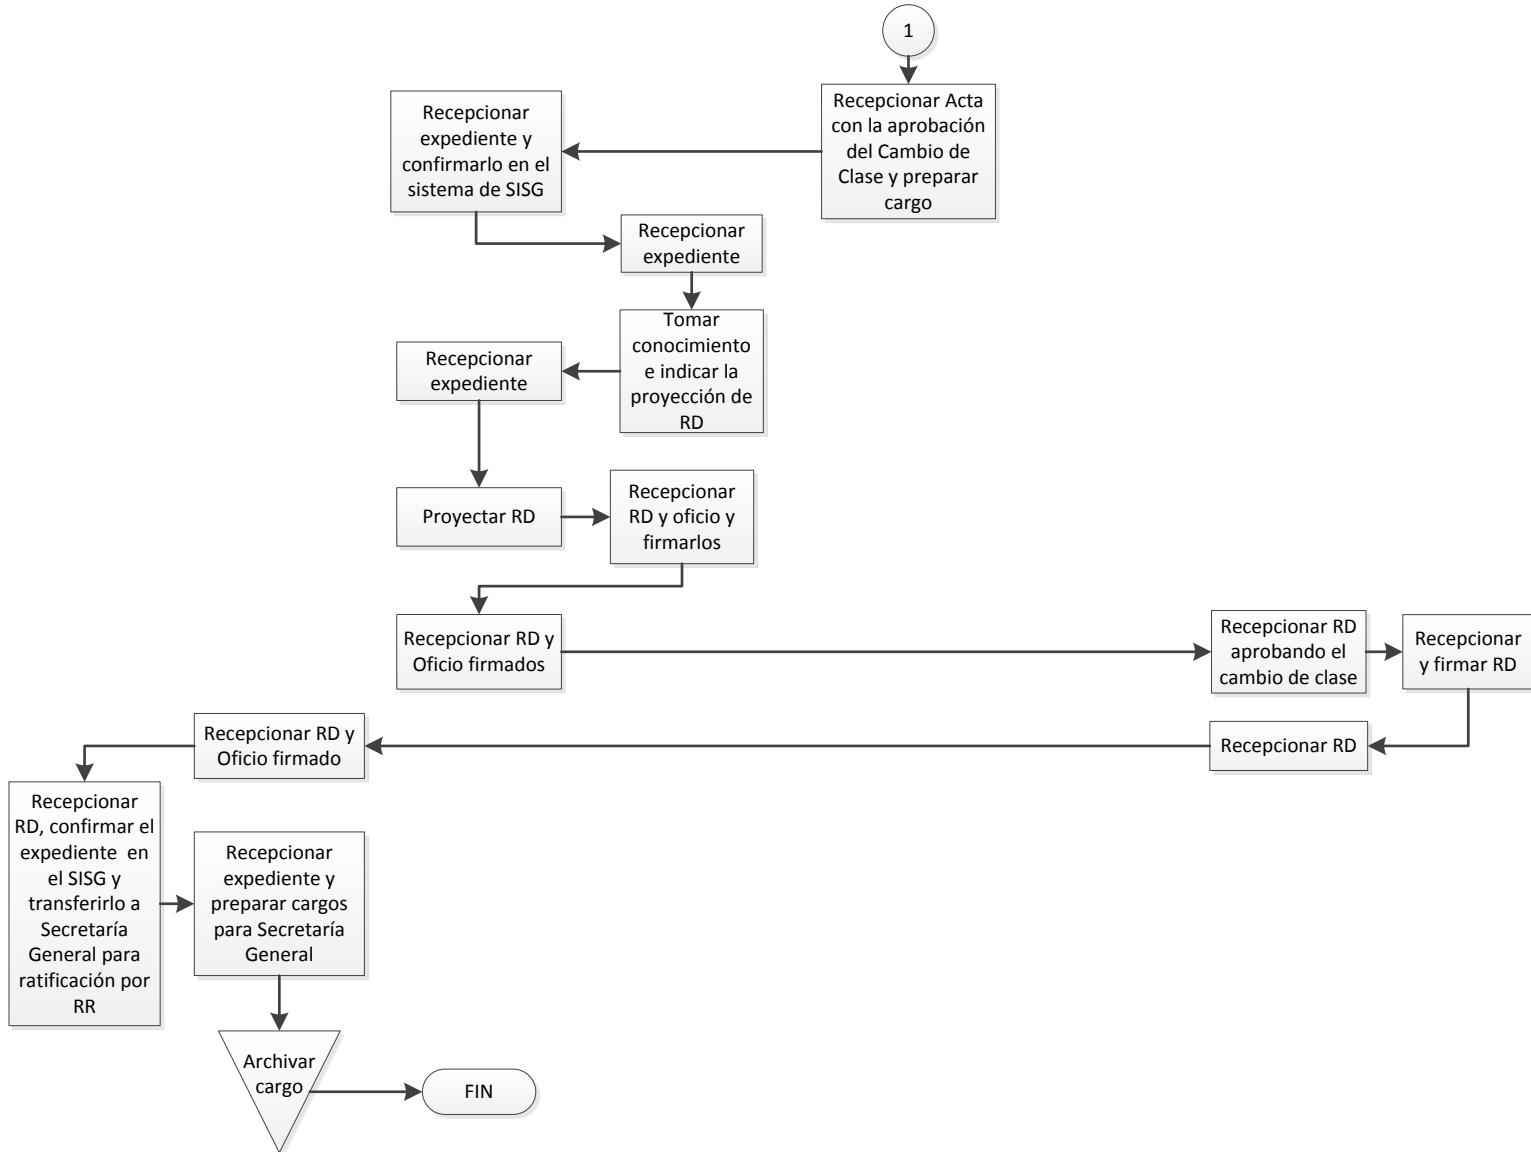 1
Recepcionar Acta
con la aprobación
del Cambio de
Clase y preparar
cargo
Recepcionar
expediente y
confirmarlo en el
sistema de SISG
Recepcionar
expediente
Tomar
conocimiento
e indicar la
proyección de
RD
Recepcionar
expediente
Proyectar RD
Recepcionar
RD y oficio y
firmarlos
Recepcionar RD y
Oficio firmados
Recepcionar RD
aprobando el
cambio de clase
Recepcionar
y firmar RD
Recepcionar RD
Recepcionar RD y
Oficio firmado
Recepcionar
RD, confirmar el
expediente en
el SISG y
transferirlo a
Secretaría
General para
ratificación por
RR
Recepcionar
expediente y
preparar cargos
para Secretaría
General
Archivar
cargo
FIN